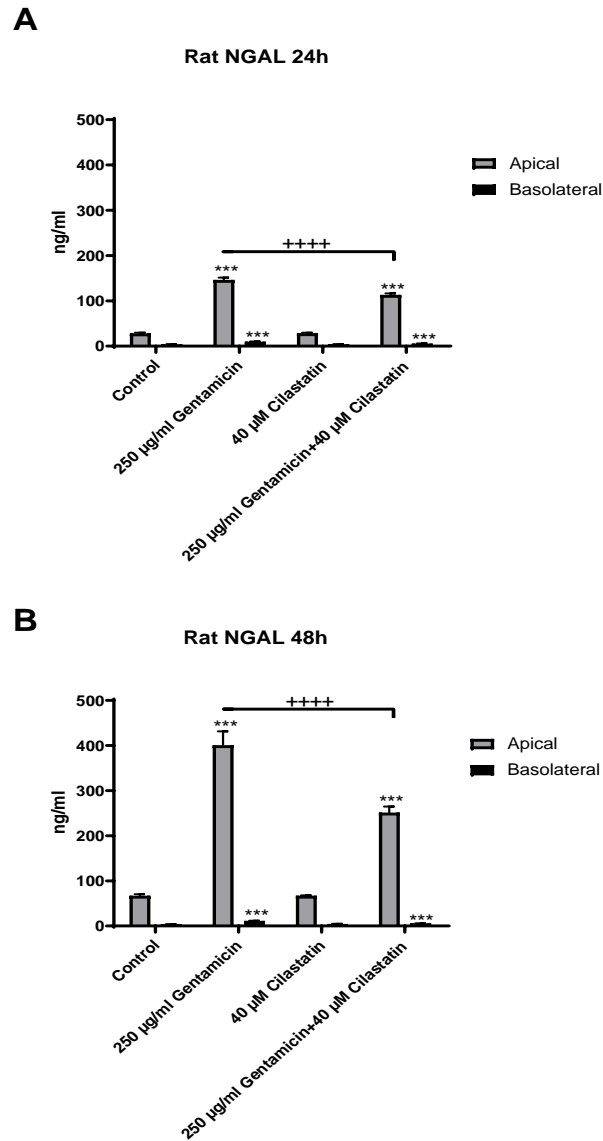 A
Rat NGAL 24h
500
400
300
200
100
0
ng/ml
Apical
Basolateral
++++
***
***
***
***
Control
250 µg/ml Gentamicin
40 µM Cilastatin
250 µg/ml Gentamicin+40 µM Cilastatin
B
Rat NGAL 48h
500
400
300
200
100
0
ng/ml
Apical
Basolateral
++++
***
***
***
***
Control
250 µg/ml Gentamicin
40 µM Cilastatin
250 µg/ml Gentamicin+40 µM Cilastatin